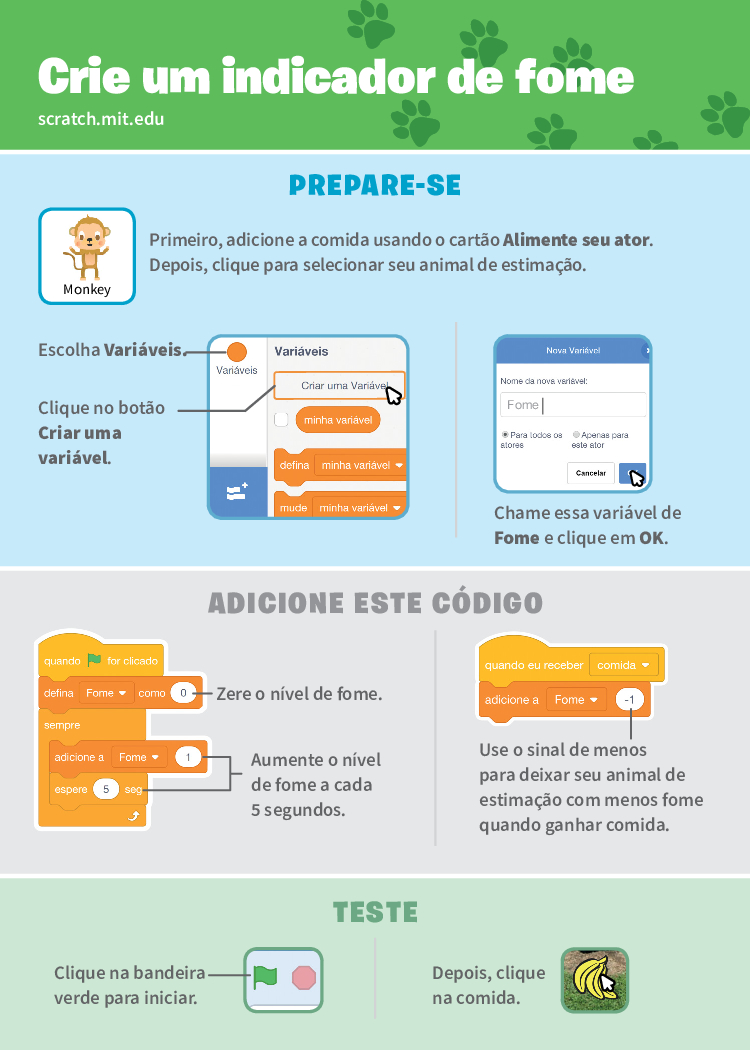 Crie um indicador de fome
scratch.mit.edu
PREPARE-SE
Monkey
Primeiro, adicione a comida usando o cartão Alimente seu ator.
Depois, clique para selecionar seu animal de estimação.
Escolha Variáveis.
Clique no botão
Criar uma
variável.
Variáveis
Variáveis
Criar uma Variável
minha variável
defina minha variável
mude minha variável
Nova Variável
Nome da nova variável:
Fome
Para todos os
atores
Apenas para
este ator
Cancelar
Chame essa variável de
Fome e clique em OK.
ADICIONE ESTE CÓDIGO
quando for clicado
defina Fome como 0
sempre
adicione a Fome 1
espere 5 seg
Zere o nível de fome.
Aumente o nível
de fome a cada
5 segundos.
quando eu receber comida
adicione a Fome -1
Use o sinal de menos
para deixar seu animal de
estimação com menos fome
quando ganhar comida.
TESTE
Clique na bandeira
verde para iniciar.
Depois, clique
na comida.